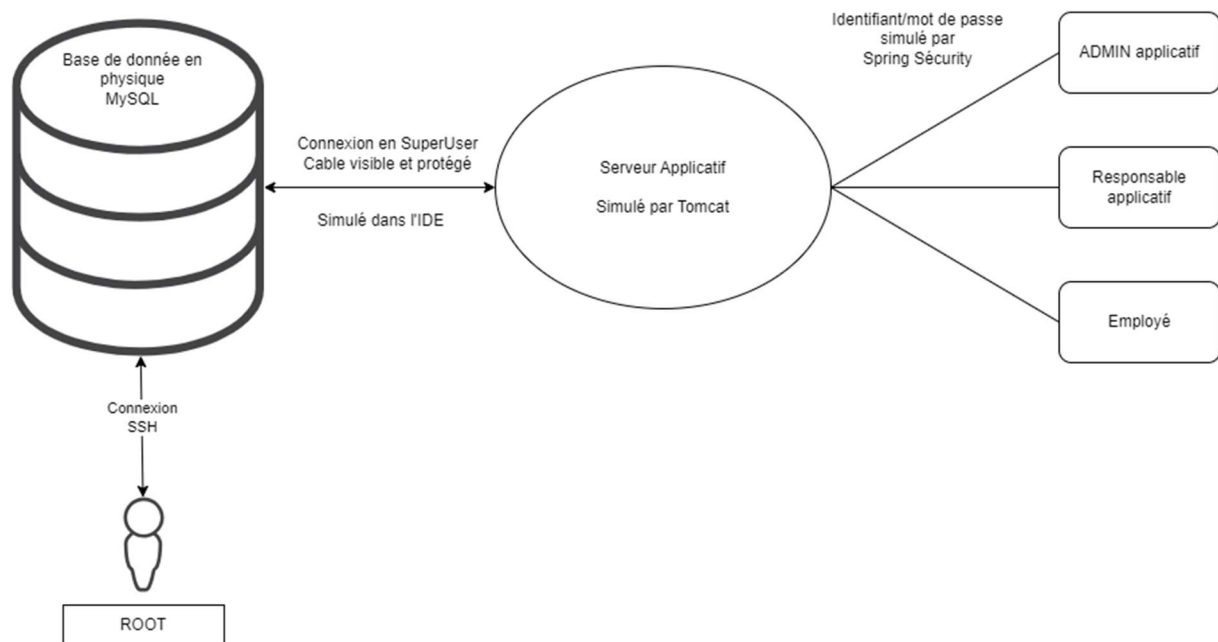 Base de donnée en
physique
MySQL
Connexion en SuperUser
Cable visible et protégé
Simulé dans l'IDE
Serveur Applicatif
Simulé par Tomcat
Identifiant/mot de passe
simulé par
Spring Sécurity
ADMIN applicatif
Responsable
applicatif
Employé
Connexion
SSH
ROOT